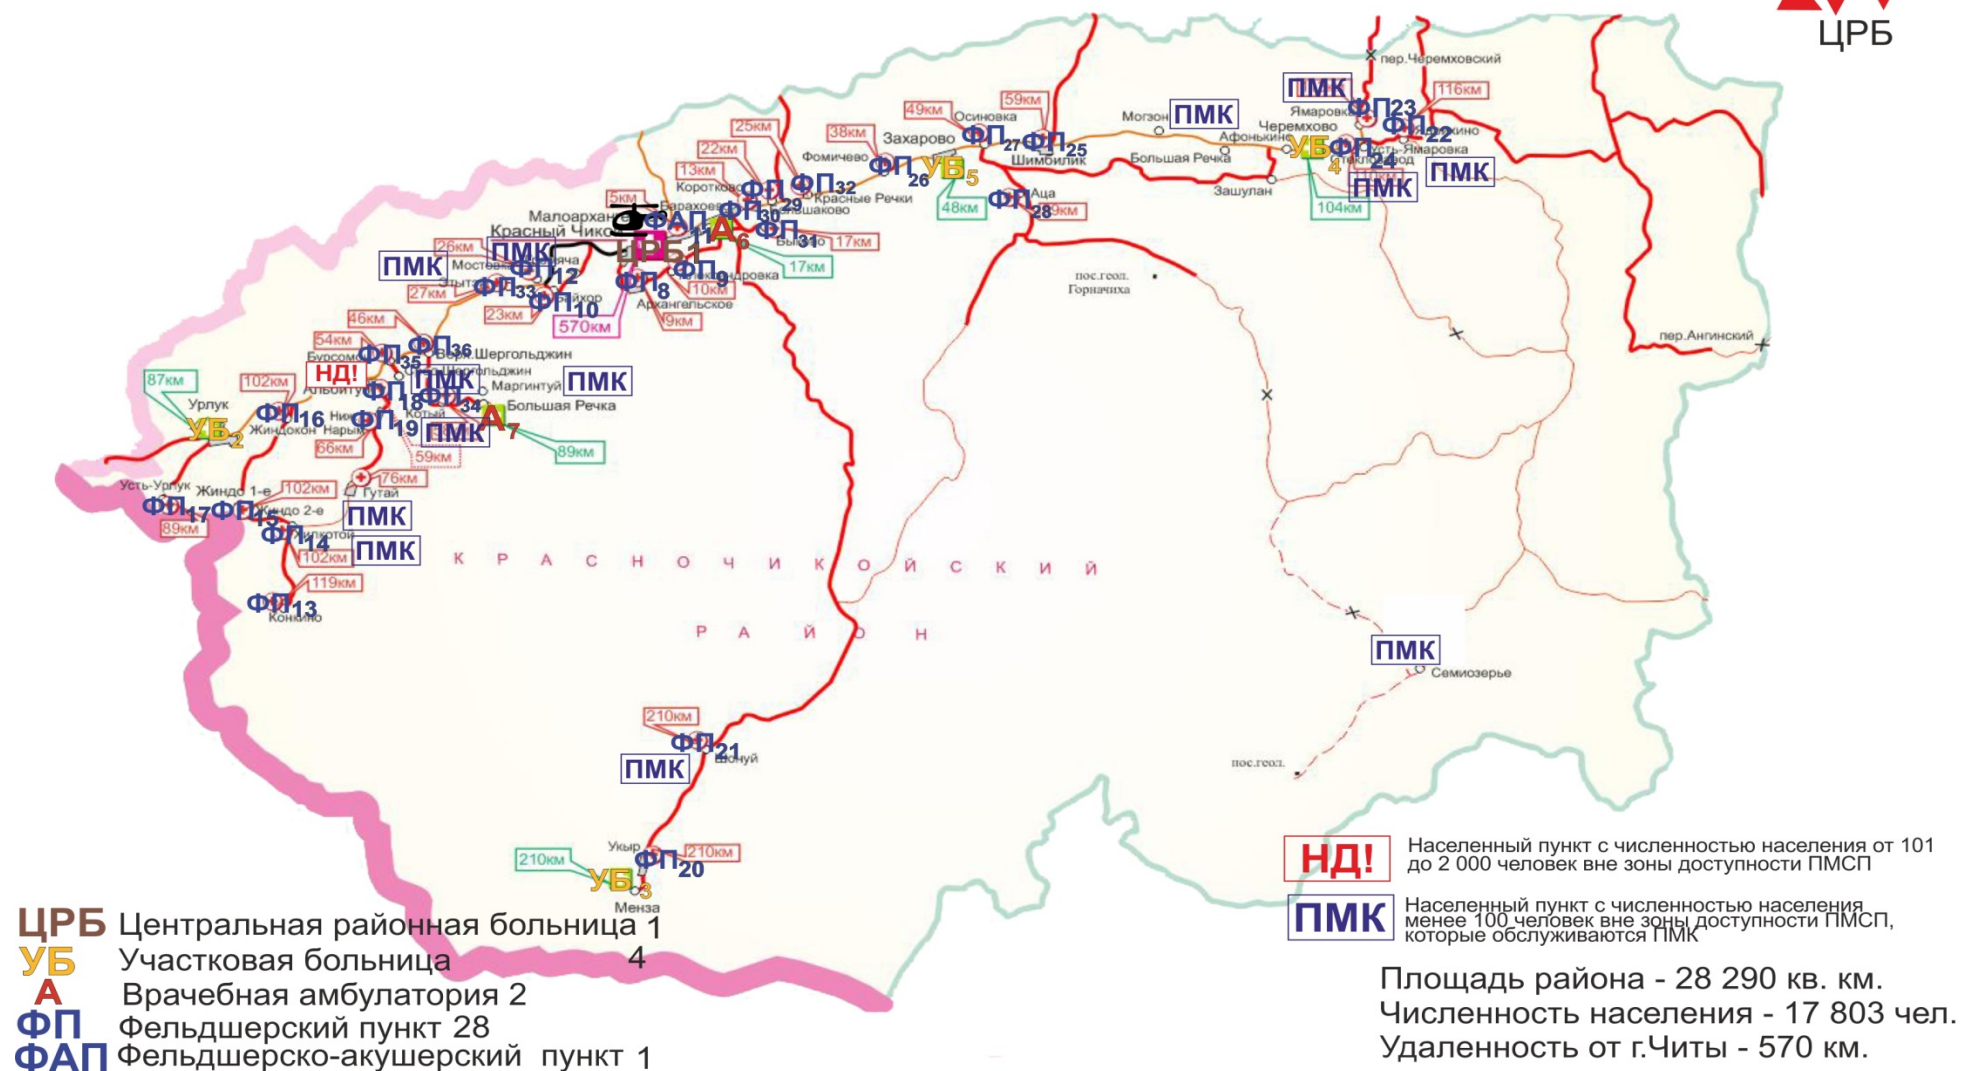 ЦРБ
пер.Черемховский
ПМК
116км
Ямаровка
ФП23
ФП22
59км
49км
Осиновка
Могзон
ПМК
Черемхово
25км
38км
Захарово
ФП27
ФП25
Афонькино
УБ4
ФП24
Усть-Ямаровка
22км
Фомичево
ФП26
УБ5
Шимбилик
Большая Речка
ПМК
13км
Коротково
ФП29
ФП32
Красные Речки
Зашулан
ПМК
5км
48км
ФП28
Аца
104км
Малоарханг
ФАП11
ФП30
Красный Чико
ЦРБ1
А6
ФП31
17км
26км
ПМК
17км
ПМК
ФП12
ФП9
пос.геол.
Горначиха
ФП33
ФП8
10км
27км
ФП10
Байхор
Архангельское
23км
570км
9км
46км
54км
ФП36
пер.Ангинский
ФП35
Верх.Шергольджин
НД!
ПМК
Маргинтуй
ПМК
87км
102км
ФП18
ФП34
Большая Речка
Урлук
УБ2
ФП16
Котый
А7
Жиндокон
Нарым
ФП19
ПМК
66км
59км
89км
76км
Гутай
Усть-Урлук
Жиндо 1-е
102км
ФП17
ФП15
Жиндо 2-е
ПМК
89км
ФП14
102км
ПМК
КРАСНОЧИКОЙСКИЙ
119км
ФП13
Конкино
РАЙОН
ПМК
Семиозерье
210км
ФП21
Шонуй
ПМК
пос.геол.
Укыр
210км
210км
ФП20
УБ3
Менза
НД! Населенный пункт с численностью населения от 101
до 2 000 человек вне зоны доступности ПМСП
ПМК Населенный пункт с численностью населения
менее 100 человек вне зоны доступности ПМСП,
которые обслуживаются ПМК
ЦРБ Центральная районная больница 1
УБ Участковая больница 4
А Врачебная амбулатория 2
ФП Фельдшерский пункт 28
ФАП Фельдшерско-акушерский пункт 1
Площадь района - 28 290 кв. км.
Численность населения - 17 803 чел.
Удаленность от г.Читы - 570 км.